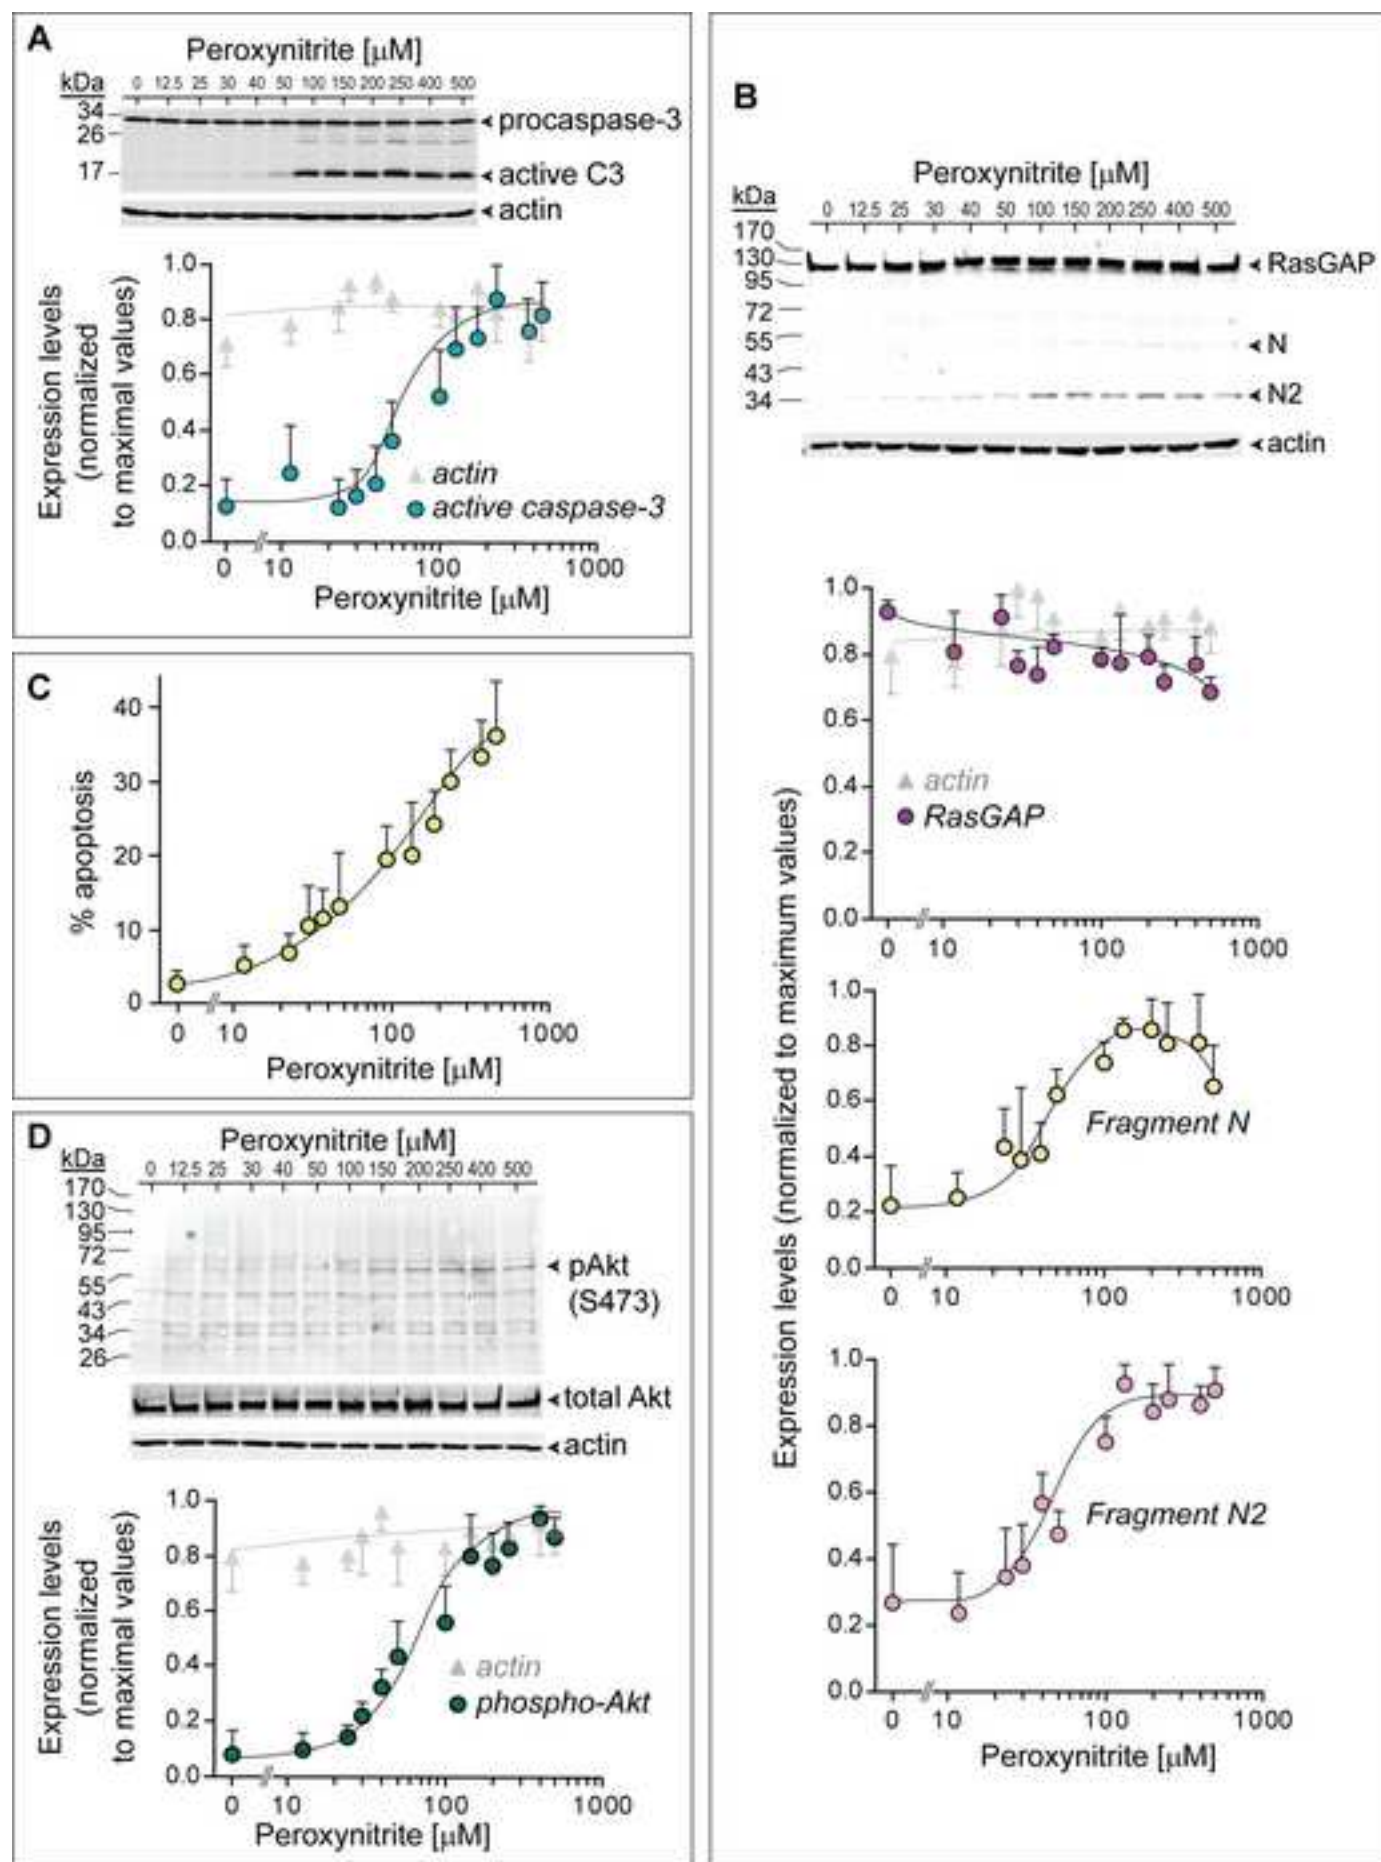 A
Peroxynitrite [µM]
kDa 0 12.5 25 30 40 50 100 150 200 250 400 500
34
26
17
procaspase-3
active C3
actin
Expression levels
(normalized
to maximal values)
1.0
0.8
0.6
0.4
0.2
0.0
actin
active caspase-3
0 10 100 1000
Peroxynitrite [µM]
C
% apoptosis
40
30
20
10
0
0 10 100 1000
Peroxynitrite [µM]
D
Peroxynitrite [µM]
kDa 0 12.5 25 30 40 50 100 150 200 250 400 500
170
130
95
72
55
43
34
26
pAkt
(S473)
total Akt
actin
Expression levels
(normalized
to maximal values)
1.0
0.8
0.6
0.4
0.2
0.0
actin
phospho-Akt
0 10 100 1000
Peroxynitrite [µM]
B
Peroxynitrite [µM]
kDa 0 12.5 25 30 40 50 100 150 200 250 400 500
170
130
95
72
55
43
34
RasGAP
N
N2
actin
Expression levels (normalized to maximum values)
1.0
0.8
0.6
0.4
0.2
0.0
actin
RasGAP
0 10 100 1000
1.0
0.8
0.6
0.4
0.2
0.0
Fragment N
0 10 100 1000
1.0
0.8
0.6
0.4
0.2
0.0
Fragment N2
0 10 100 1000
Peroxynitrite [µM]